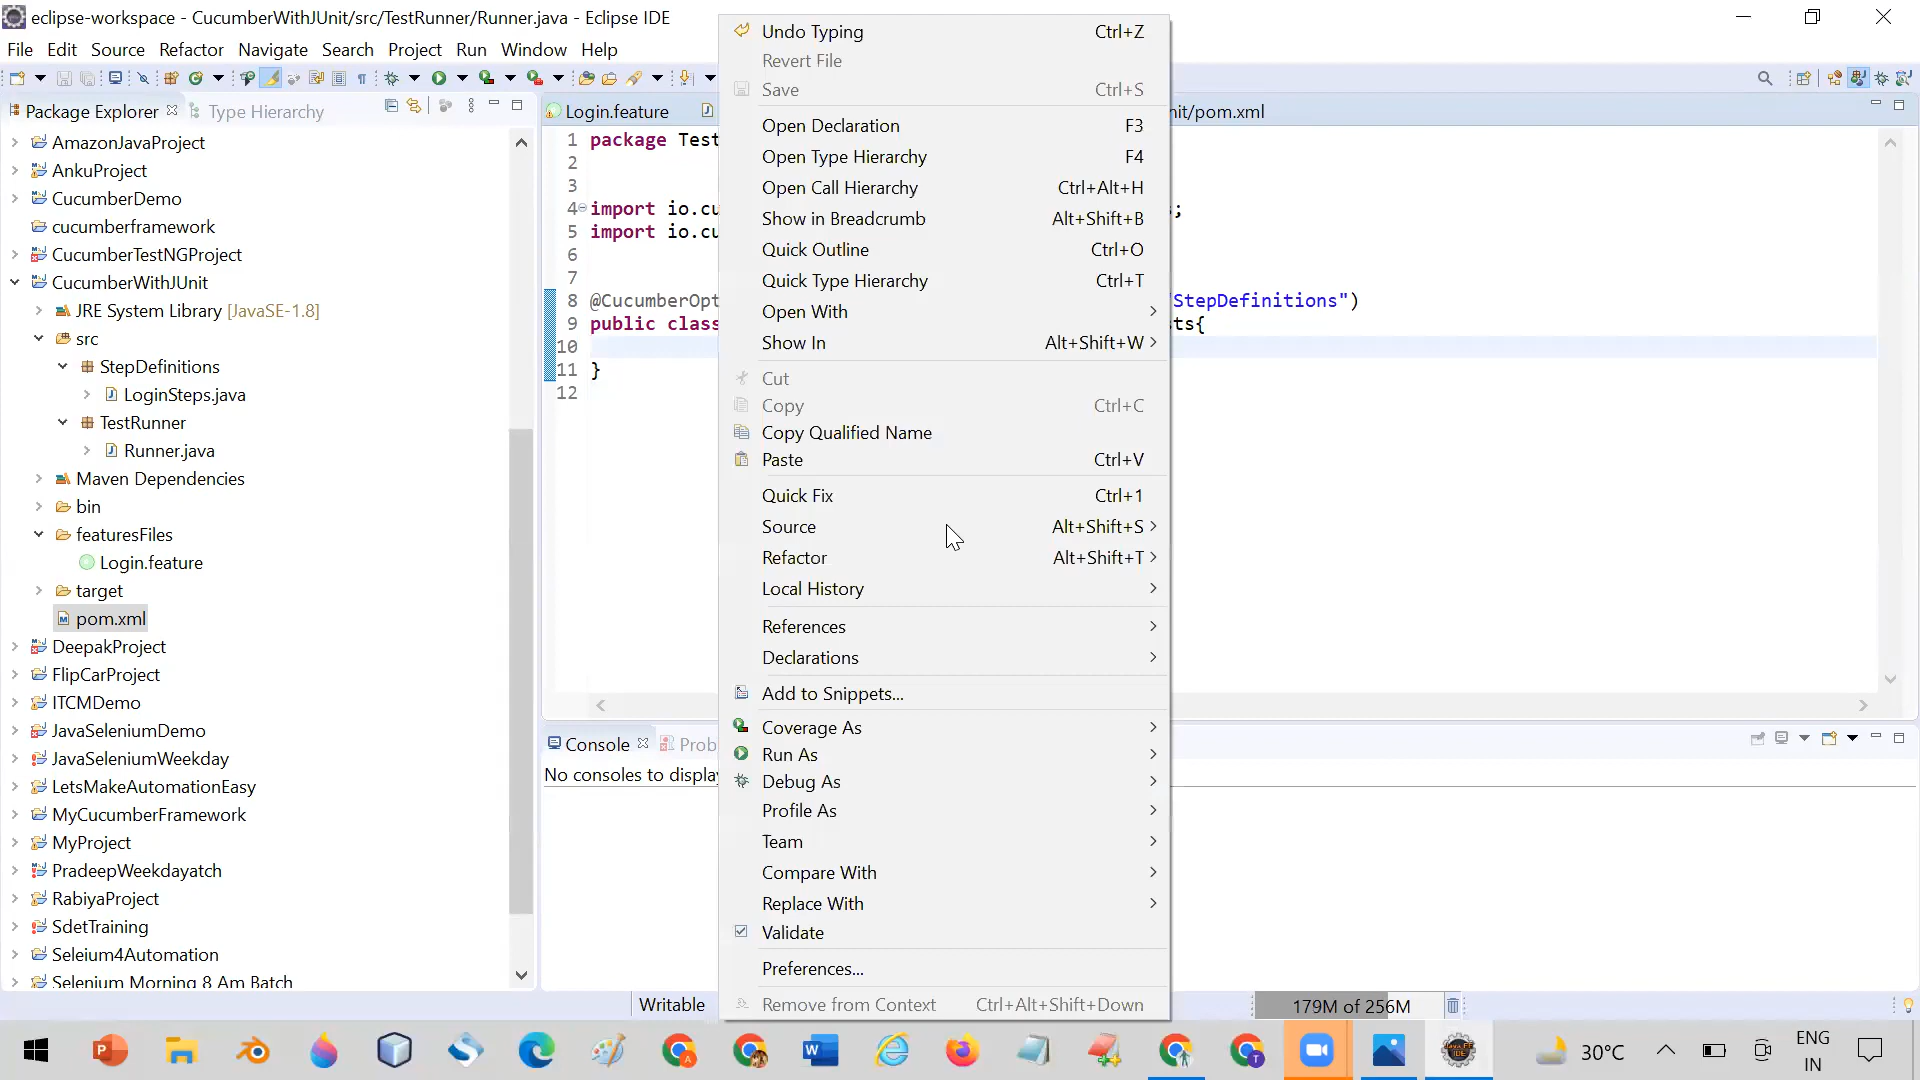 eclipse-workspace - CucumberWithJUnit/src/TestRunner/Runner.java - Eclipse IDE
File Edit Source Refactor Navigate Search Project Run Window Help
Package Explorer Type Hierarchy
AmazonJavaProject
AnkuProject
CucumberDemo
cucumberframework
CucumberTestNGProject
CucumberWithJUnit
JRE System Library [JavaSE-1.8]
src
StepDefinitions
LoginSteps.java
TestRunner
Runner.java
Maven Dependencies
bin
featuresFiles
Login.feature
target
pom.xml
DeepakProject
FlipCarProject
ITCMDemo
JavaSeleniumDemo
JavaSeleniumWeekday
LetsMakeAutomationEasy
MyCucumberFramework
MyProject
PradeepWeekdayatch
RabiyaProject
SdetTraining
Seleium4Automation
Selenium Morning 8 Am Batch
Login.feature
nit/pom.xml
1 package Test
2
3
4 import io.cu s;
5 import io.cu
6
7
8 @CucumberOpt "StepDefinitions")
9 public class ts{
10
11 }
12
Undo Typing Ctrl+Z
Revert File
Save Ctrl+S
Open Declaration F3
Open Type Hierarchy F4
Open Call Hierarchy Ctrl+Alt+H
Show in Breadcrumb Alt+Shift+B
Quick Outline Ctrl+O
Quick Type Hierarchy Ctrl+T
Open With
Show In Alt+Shift+W
Cut
Copy Ctrl+C
Copy Qualified Name
Paste Ctrl+V
Quick Fix Ctrl+1
Source Alt+Shift+S
Refactor Alt+Shift+T
Local History
References
Declarations
Add to Snippets...
Coverage As
Run As
Debug As
Profile As
Team
Compare With
Replace With
Validate
Preferences...
Remove from Context Ctrl+Alt+Shift+Down
Console Prob
No consoles to display
Writable
179M of 256M
30°C
ENG
IN